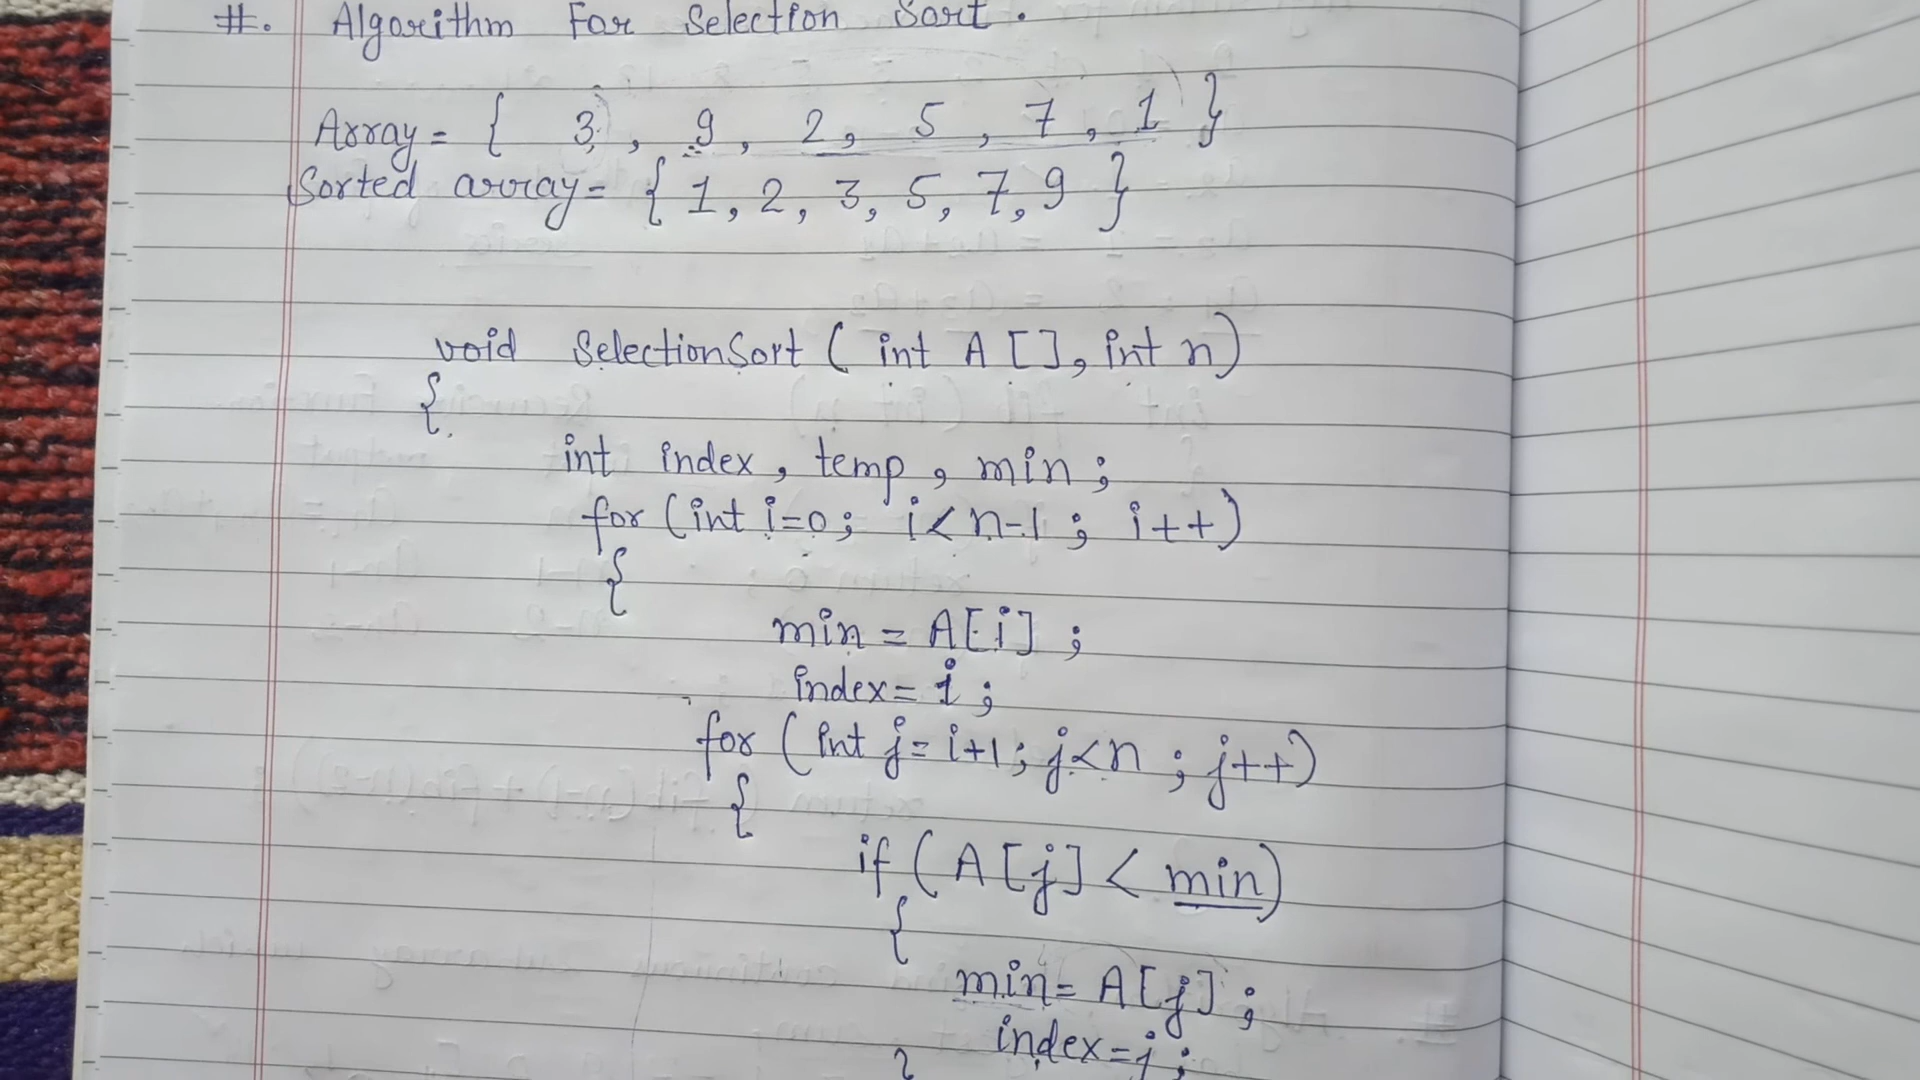 #. Algorithm For Selection Sort.
Array = { 3, 9, 2, 5, 7, 1 }
Sorted array = { 1, 2, 3, 5, 7, 9 }
void SelectionSort ( int A [], int n)
{
int index, temp, min;
for (int i=0; i<n-1; i++)
{
min = A[i];
index = i;
for ( int j = i+1; j<n; j++)
{
if ( A [j] < min)
{
min = A[j];
index = j;
}